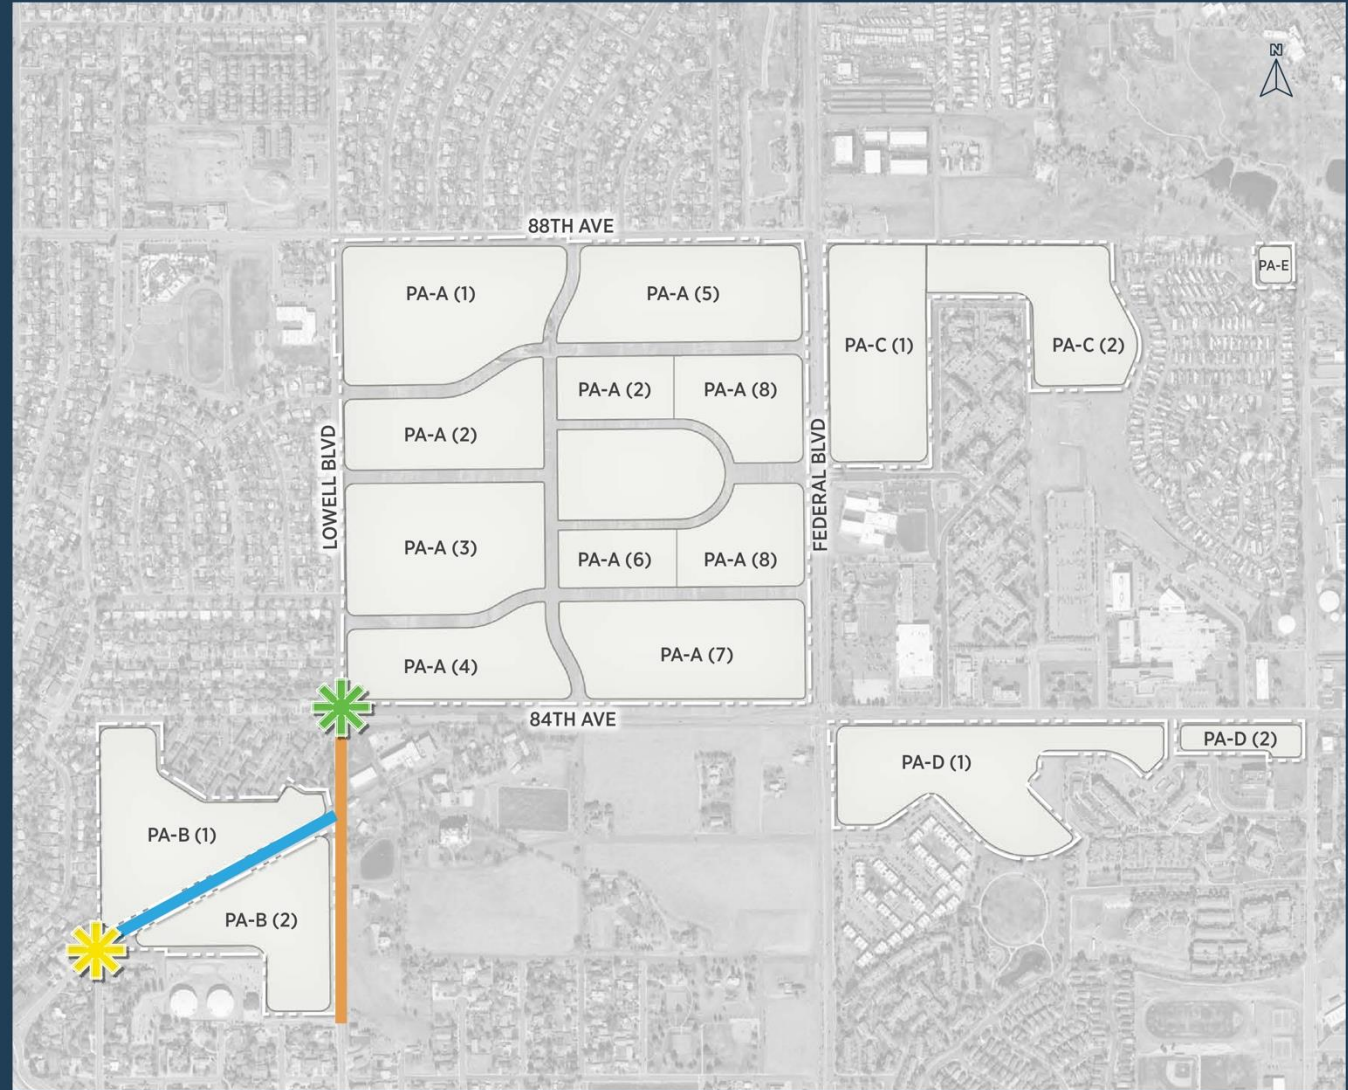 N
88TH AVE
PA-A (1)
PA-A (5)
PA-E
PA-C (1)
PA-C (2)
PA-A (2)
PA-A (8)
PA-A (2)
LOWELL BLVD
FEDERAL BLVD
PA-A (3)
PA-A (6)
PA-A (8)
PA-A (4)
PA-A (7)
84TH AVE
PA-D (1)
PA-D (2)
PA-B (1)
PA-B (2)